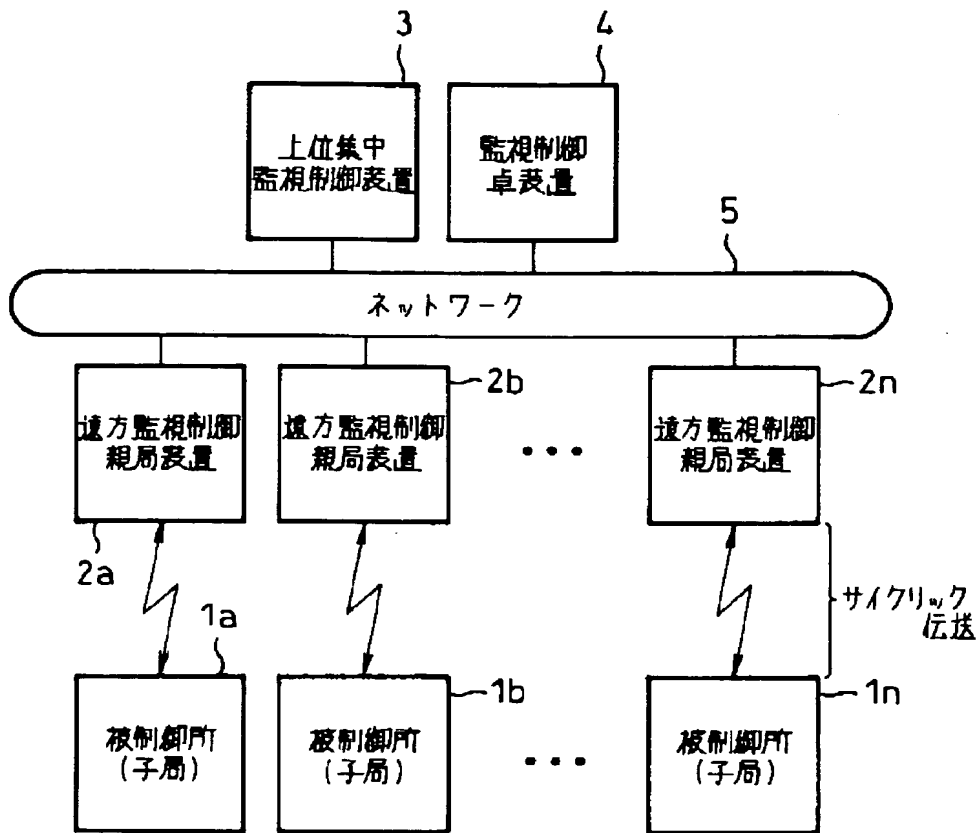 3
4
上位集中
監視制御装置
監視制御
卓装置
5
ネットワーク
2b
2n
遠方監視制御
親局装置
遠方監視制御
親局装置
・・・
遠方監視制御
親局装置
2a
サイクリック
伝送
1a
1b
1n
被制御所
(子局)
被制御所
(子局)
・・・
被制御所
(子局)